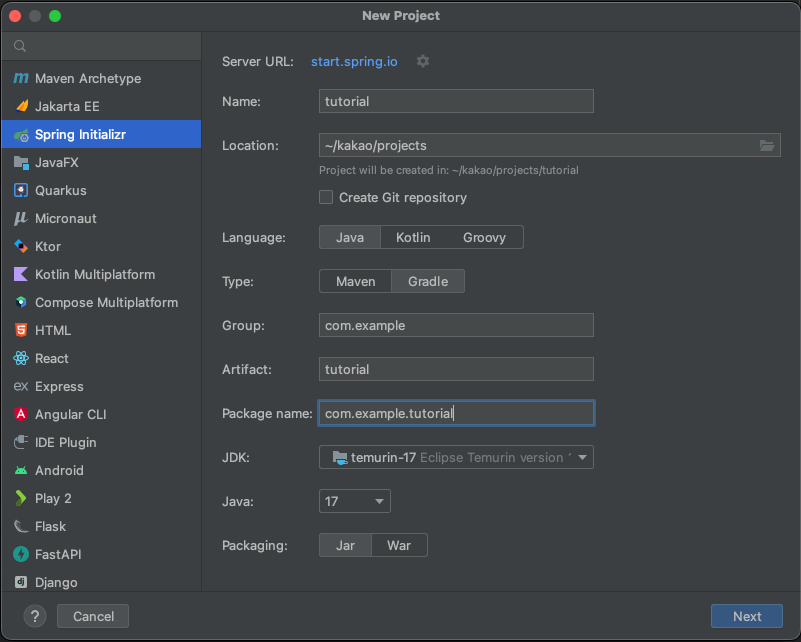 New Project
Maven Archetype
Jakarta EE
Spring Initializr
JavaFX
Quarkus
Micronaut
Ktor
Kotlin Multiplatform
Compose Multiplatform
HTML
React
Express
Angular CLI
IDE Plugin
Android
Play 2
Flask
FastAPI
Django
Server URL: start.spring.io
Name: tutorial
Location: ~/kakao/projects
Project will be created in: ~/kakao/projects/tutorial
Create Git repository
Language: Java Kotlin Groovy
Type: Maven Gradle
Group: com.example
Artifact: tutorial
Package name: com.example.tutorial
JDK: temurin-17 Eclipse Temurin version
Java: 17
Packaging: Jar War
? Cancel Next